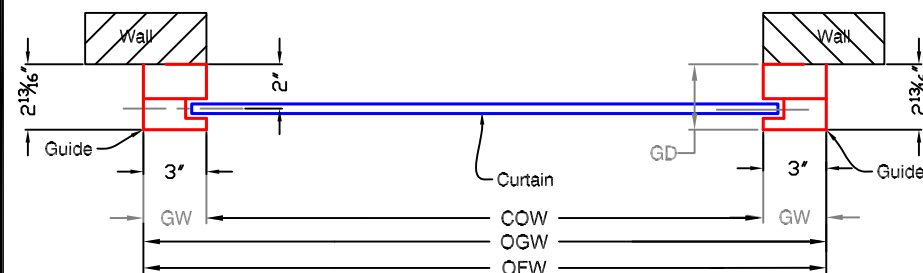 Wall Wall
2 13/16" 2" 2 13/16"
Guide GD Guide
3" Curtain 3"
GW COW GW
OGW
OFW